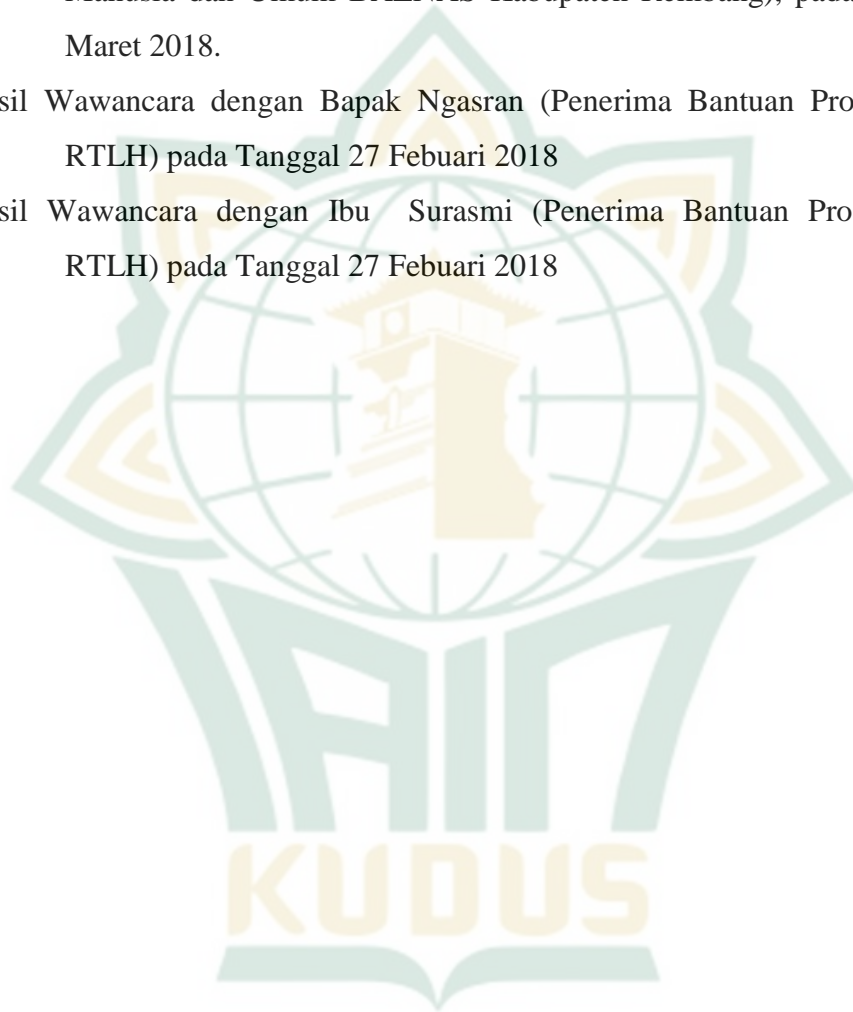 Manusia dan Umum BAZNAS Kabupaten Rembang), pada
Maret 2018.
sil Wawancara dengan Bapak Ngasran (Penerima Bantuan Pro
RTLH) pada Tanggal 27 Febuari 2018
sil Wawancara dengan Ibu Surasmi (Penerima Bantuan Pro
RTLH) pada Tanggal 27 Febuari 2018
IAIN
KUDUS